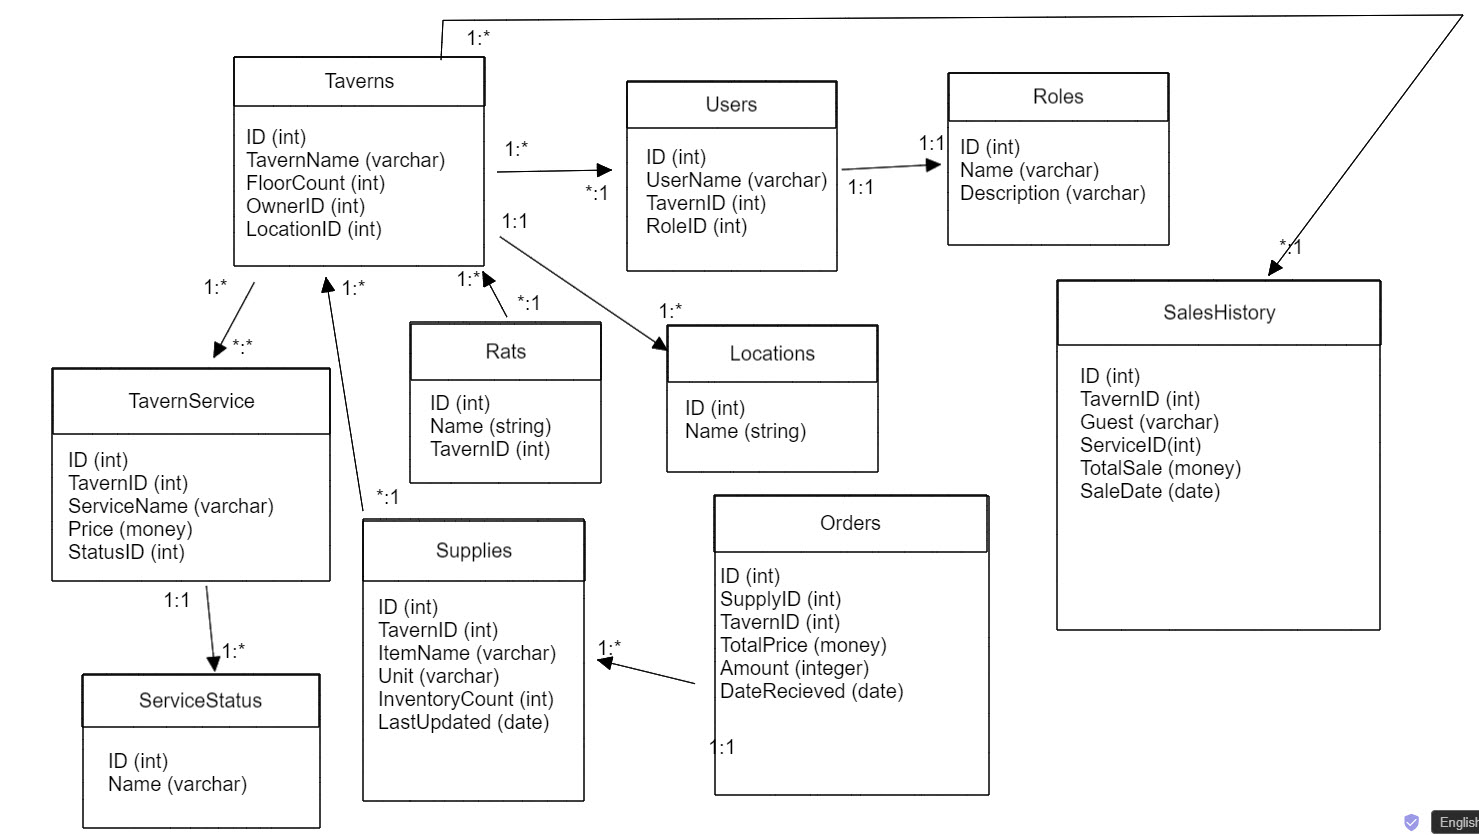 1:*
Taverns
ID (int)
TavernName (varchar)
FloorCount (int)
OwnerID (int)
LocationID (int)
1:*
*:1
Users
ID (int)
UserName (varchar)
TavernID (int)
RoleID (int)
1:1
1:1
Roles
ID (int)
Name (varchar)
Description (varchar)
1:1
1:*
*:1
SalesHistory
ID (int)
TavernID (int)
Guest (varchar)
ServiceID(int)
TotalSale (money)
SaleDate (date)
1:*
*:*
1:*
1:*
*:1
TavernService
ID (int)
TavernID (int)
ServiceName (varchar)
Price (money)
StatusID (int)
Rats
ID (int)
Name (string)
TavernID (int)
Locations
ID (int)
Name (string)
1:1
1:*
ServiceStatus
ID (int)
Name (varchar)
*:1
Supplies
ID (int)
TavernID (int)
ItemName (varchar)
Unit (varchar)
InventoryCount (int)
LastUpdated (date)
1:*
1:1
Orders
ID (int)
SupplyID (int)
TavernID (int)
TotalPrice (money)
Amount (integer)
DateRecieved (date)
English